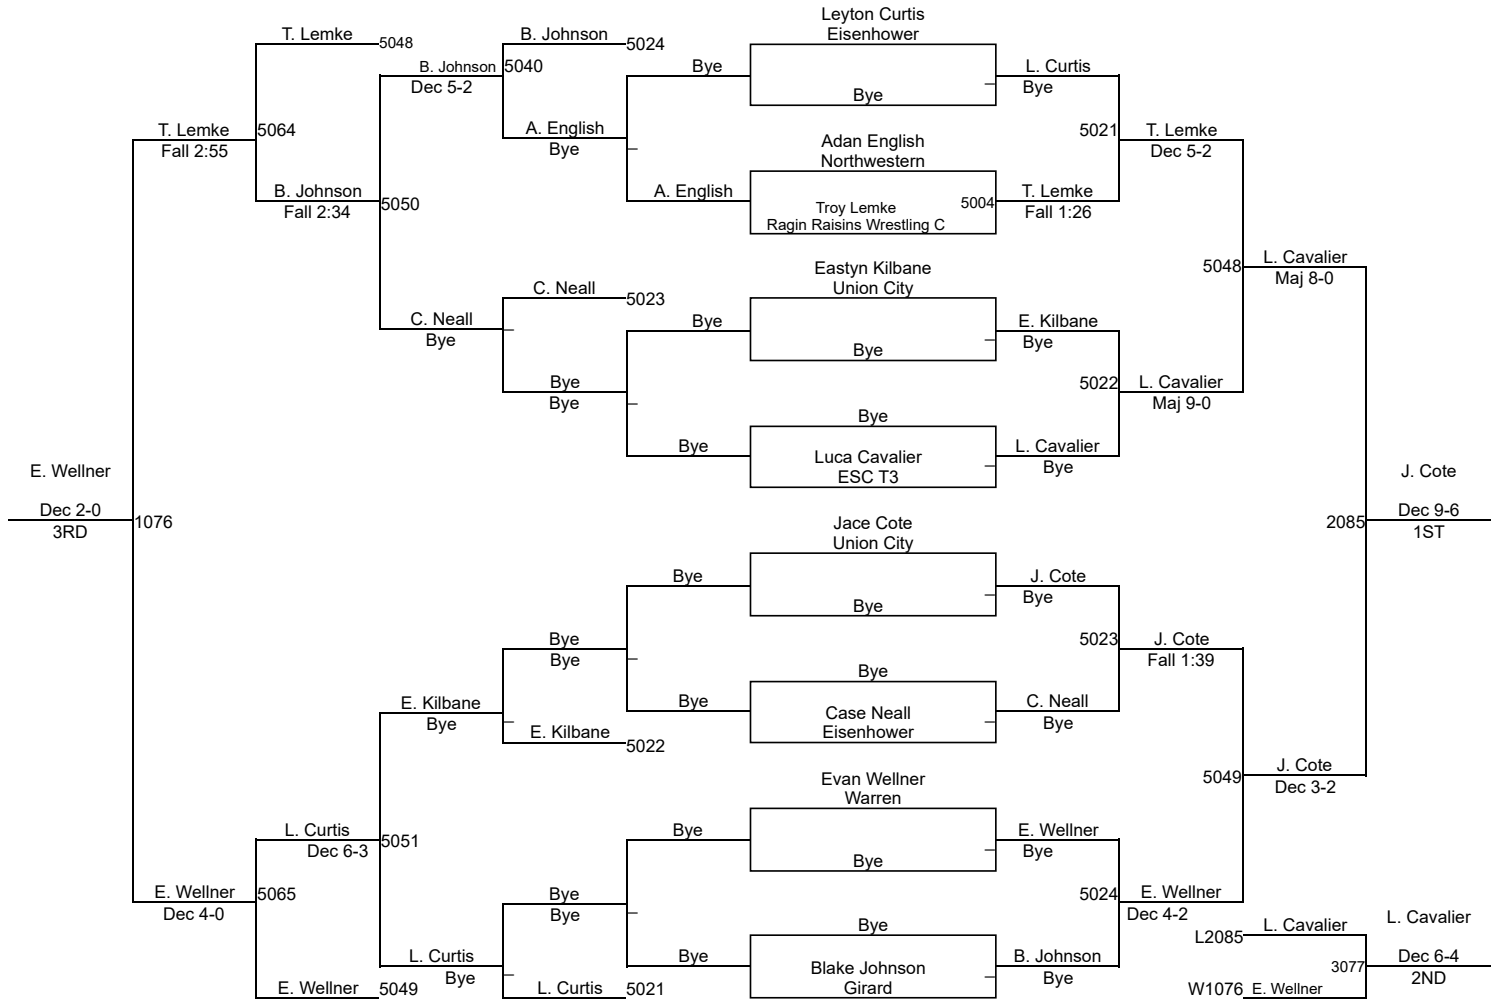 Leyton Curtis
Eisenhower
T. Lemke
5048
B. Johnson
5024
B. Johnson
5040
Dec 5-2
Bye
Bye
L. Curtis
Bye
T. Lemke
5064
Fall 2:55
A. English
Bye
Adan English
Northwestern
5021
T. Lemke
Dec 5-2
B. Johnson
Fall 2:34
5050
A. English
Troy Lemke
Ragin Raisins Wrestling C
5004
T. Lemke
Fall 1:26
Eastyn Kilbane
Union City
5048
L. Cavalier
Maj 8-0
C. Neall
5023
C. Neall
Bye
Bye
Bye
E. Kilbane
Bye
Bye
Bye
5022
L. Cavalier
Maj 9-0
Bye
Bye
Luca Cavalier
ESC T3
L. Cavalier
Bye
E. Wellner
J. Cote
Dec 2-0
3RD
1076
2085
Dec 9-6
1ST
Jace Cote
Union City
Bye
Bye
J. Cote
Bye
Bye
Bye
5023
J. Cote
Fall 1:39
Bye
Bye
E. Kilbane
Bye
Case Neall
Eisenhower
C. Neall
Bye
E. Kilbane
5022
Evan Wellner
Warren
5049
J. Cote
Dec 3-2
L. Curtis
Dec 6-3
5051
Bye
Bye
E. Wellner
Bye
E. Wellner
5065
Dec 4-0
Bye
Bye
5024
E. Wellner
Dec 4-2
Bye
L2085
L. Cavalier
L. Cavalier
L. Curtis
Bye
Bye
Blake Johnson
Girard
B. Johnson
Bye
3077
Dec 6-4
2ND
E. Wellner
5049
L. Curtis
5021
W1076
E. Wellner